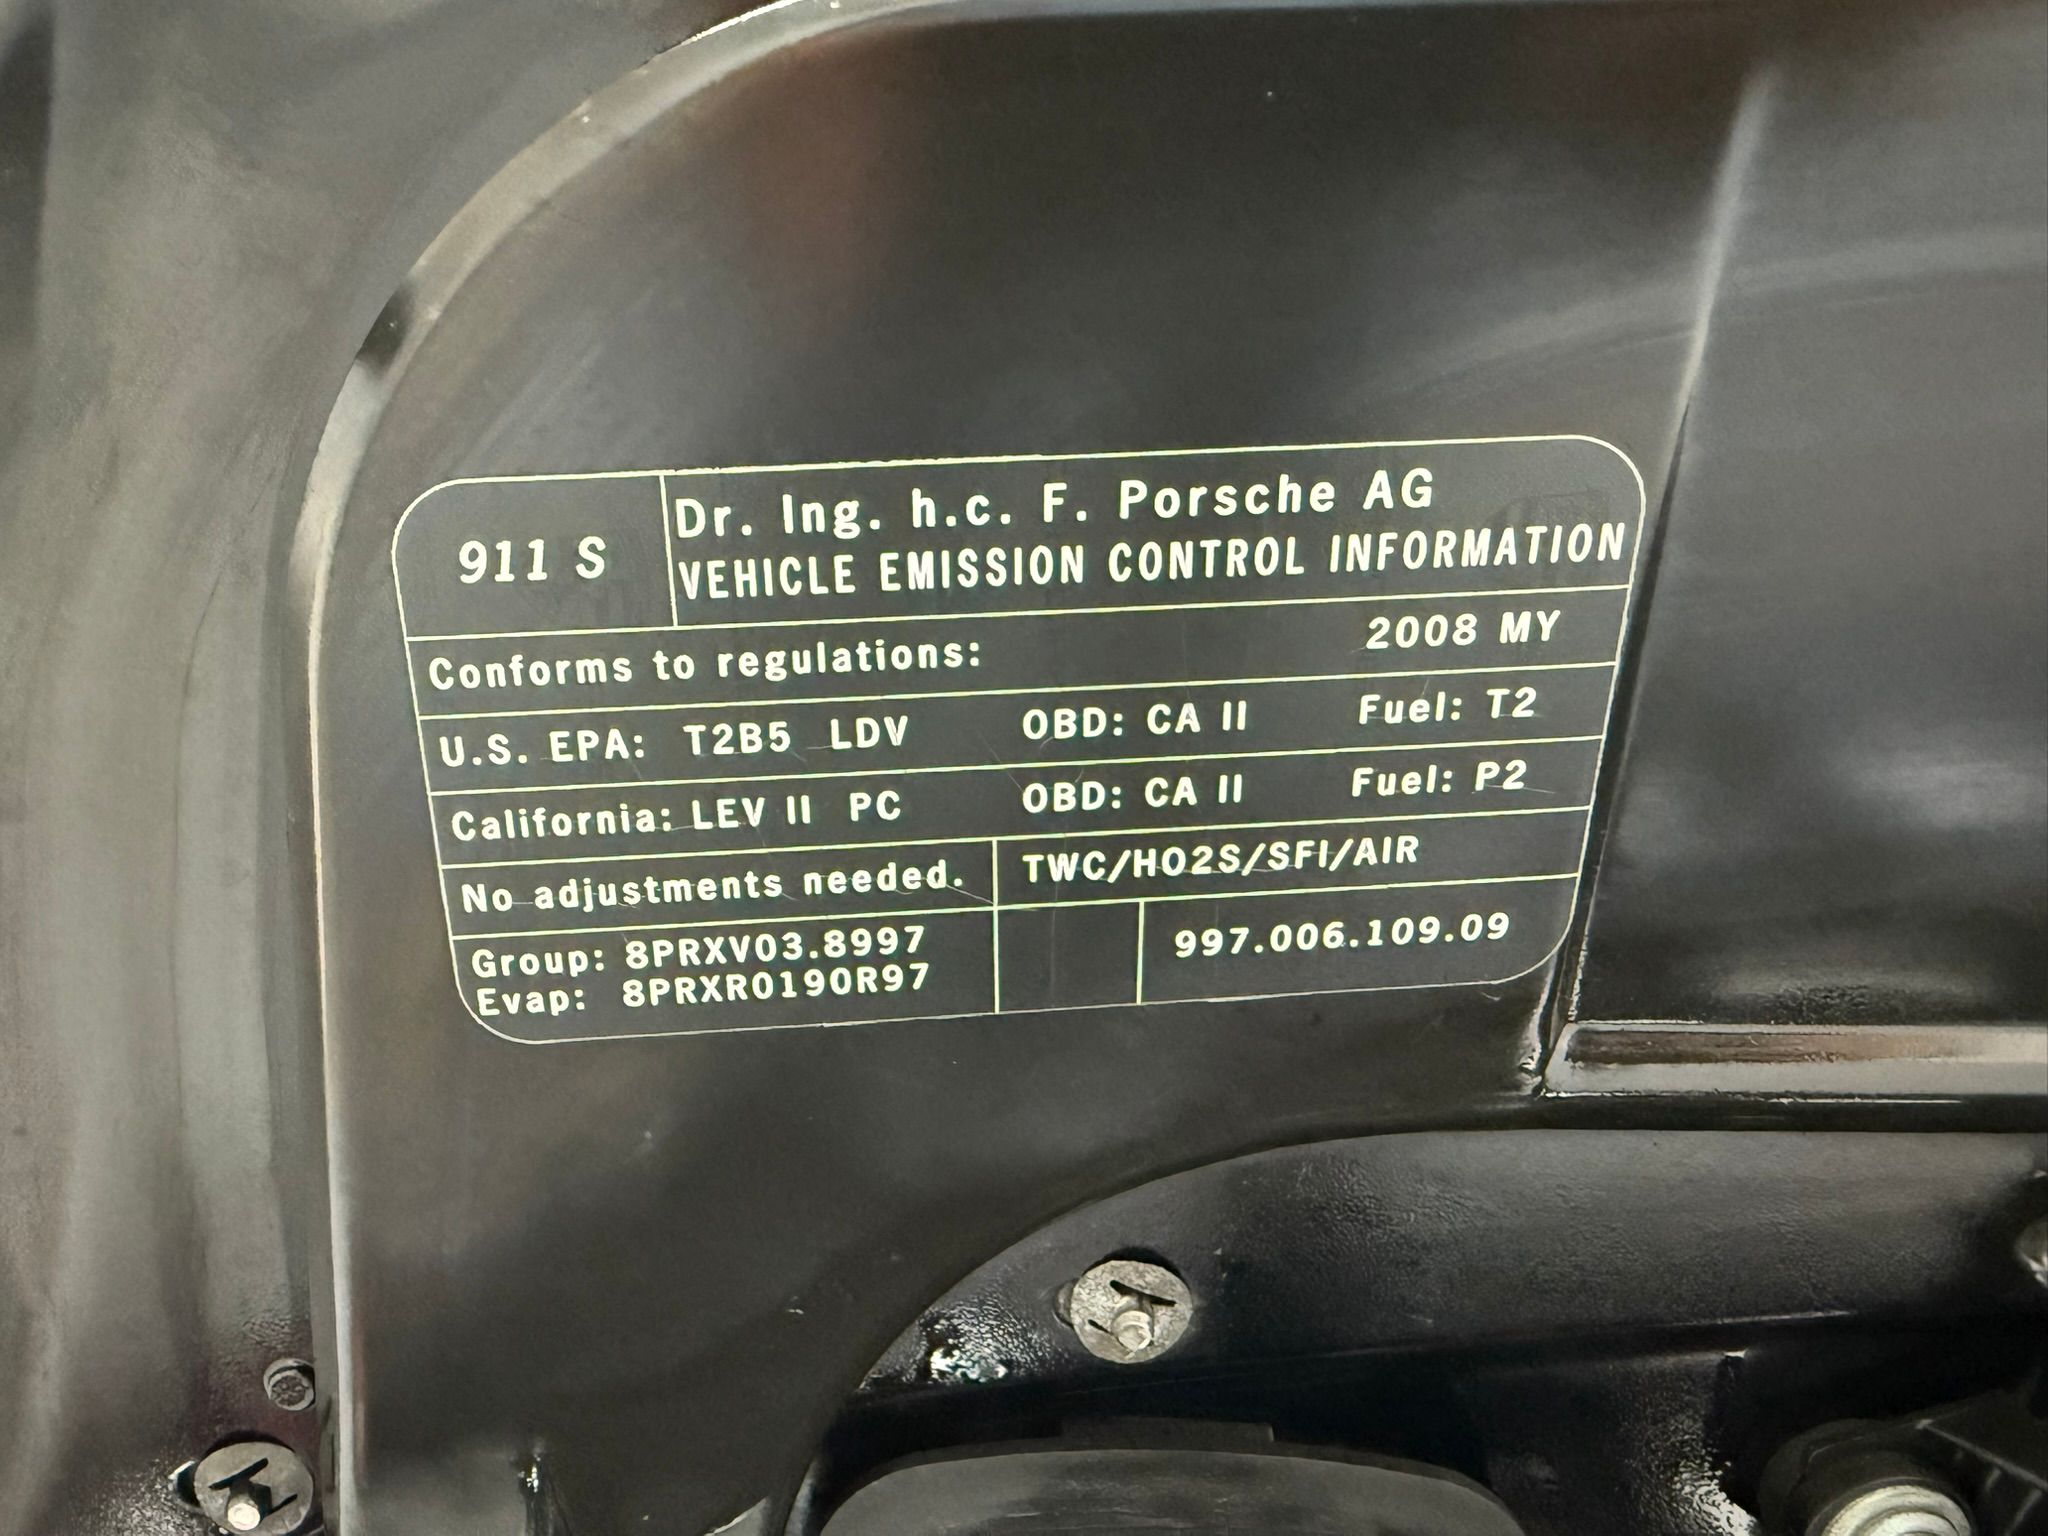 911 S
Dr. Ing. h.c. F. Porsche AG
VEHICLE EMISSION CONTROL INFORMATION
Conforms to regulations: 2008 MY
U.S. EPA: T2B5 LDV OBD: CA II Fuel: T2
California: LEV II PC OBD: CA II Fuel: P2
No adjustments needed. TWC/HO2S/SFI/AIR
Group: 8PRXV03.8997
Evap: 8PRXR0190R97
997.006.109.09